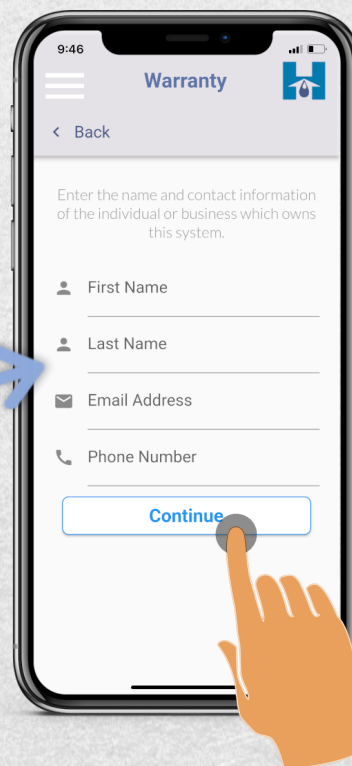 9:46
Warranty
Back
Enter the name and contact information
of the individual or business which owns
this system.
First Name
Last Name
Email Address
Phone Number
Continue